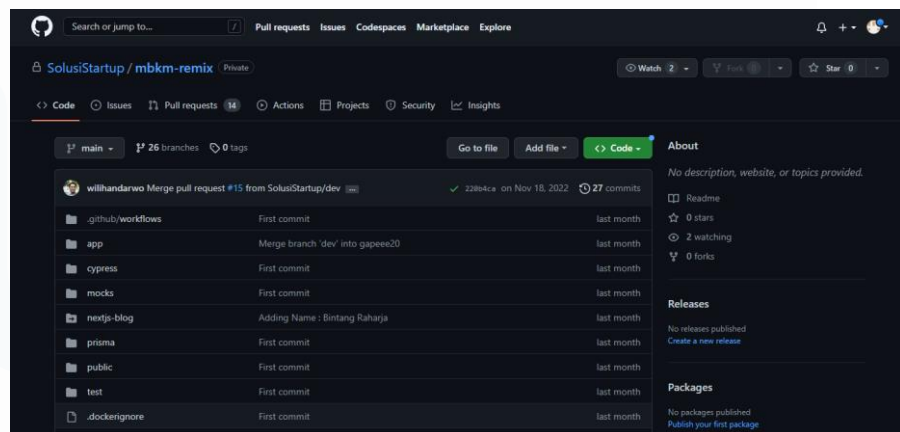 Search or jump to... / Pull requests Issues Codespaces Marketplace Explore
SolusiStartup / mbkm-remix Private
Watch 2 Fork 0 Star 0
Code Issues Pull requests 14 Actions Projects Security Insights
main 26 branches 0 tags Go to file Add file Code
About
No description, website, or topics provided.
wilihandarwo Merge pull request #15 from SolusiStartup/dev ... 220b4ce on Nov 18, 2022 27 commits
Readme
.github/workflows First commit last month
0 stars
app Merge branch 'dev' into gapeee20 last month
2 watching
0 forks
cypress First commit last month
mocks First commit last month
Releases
nextjs-blog Adding Name : Bintang Raharja last month
No releases published
Create a new release
prisma First commit last month
public First commit last month
Packages
test First commit last month
No packages published
.dockerignore First commit last month
Publish your first package